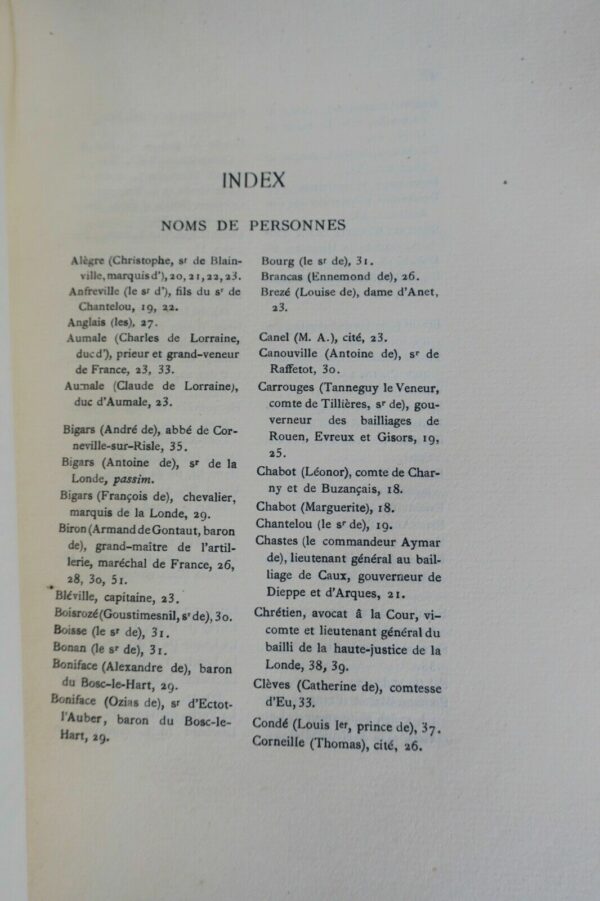 INDEX
NOMS DE PERSONNES
Alègre (Christophe, sr de Blain-
ville, marquis d'), 20, 21, 22, 23.
Anfreville (le sr d'), fils du sr de
Chantelou, 19, 22.
Anglais (les), 27.
Aumale (Charles de Lorraine,
duc d'), prieur et grand-veneur
de France, 23, 33.
Aumale (Claude de Lorraine),
duc d'Aumale, 23.
Bigars (André de), abbé de Cor-
neville-sur-Risle, 35.
Bigars (Antoine de), sr de la
Londe, passim.
Bigars (François de), chevalier,
marquis de la Londe, 29.
Biron (Armand de Gontaut, baron
de), grand-maître de l'artil-
lerie, maréchal de France, 26,
28, 30, 51.
Bléville, capitaine, 23.
Boisrozé (Goustimesnil, sr de), 30.
Boisse (le sr de), 31.
Bonan (le sr de), 31.
Boniface (Alexandre de), baron
du Bosc-le-Hart, 29.
Boniface (Ozias de), sr d'Ectot-
l'Auber, baron du Bosc-le-
Hart, 29.
Bourg (le sr de), 31.
Brancas (Ennemond de), 26.
Brezé (Louise de), dame d'Anet,
23.
Canel (M. A.), cité, 23.
Canouville (Antoine de), sr de
Raffetot, 30.
Carrouges (Tanneguy le Veneur,
comte de Tillières, sr de), gou-
verneur des bailliages de
Rouen, Evreux et Gisors, 19,
25.
Chabot (Léonor), comte de Char-
ny et de Buzançais, 18.
Chabot (Marguerite), 18.
Chantelou (le sr de), 19.
Chastes (le commandeur Aymar
de), lieutenant général au bail-
liage de Caux, gouverneur de
Dieppe et d'Arques, 21.
Chrétien, avocat â la Cour, vi-
comte et lieutenant général du
bailli de la haute-justice de la
Londe, 38, 39.
Clèves (Catherine de), comtesse
d'Eu, 33.
Condé (Louis Ier, prince de), 37.
Corneille (Thomas), cité, 26.